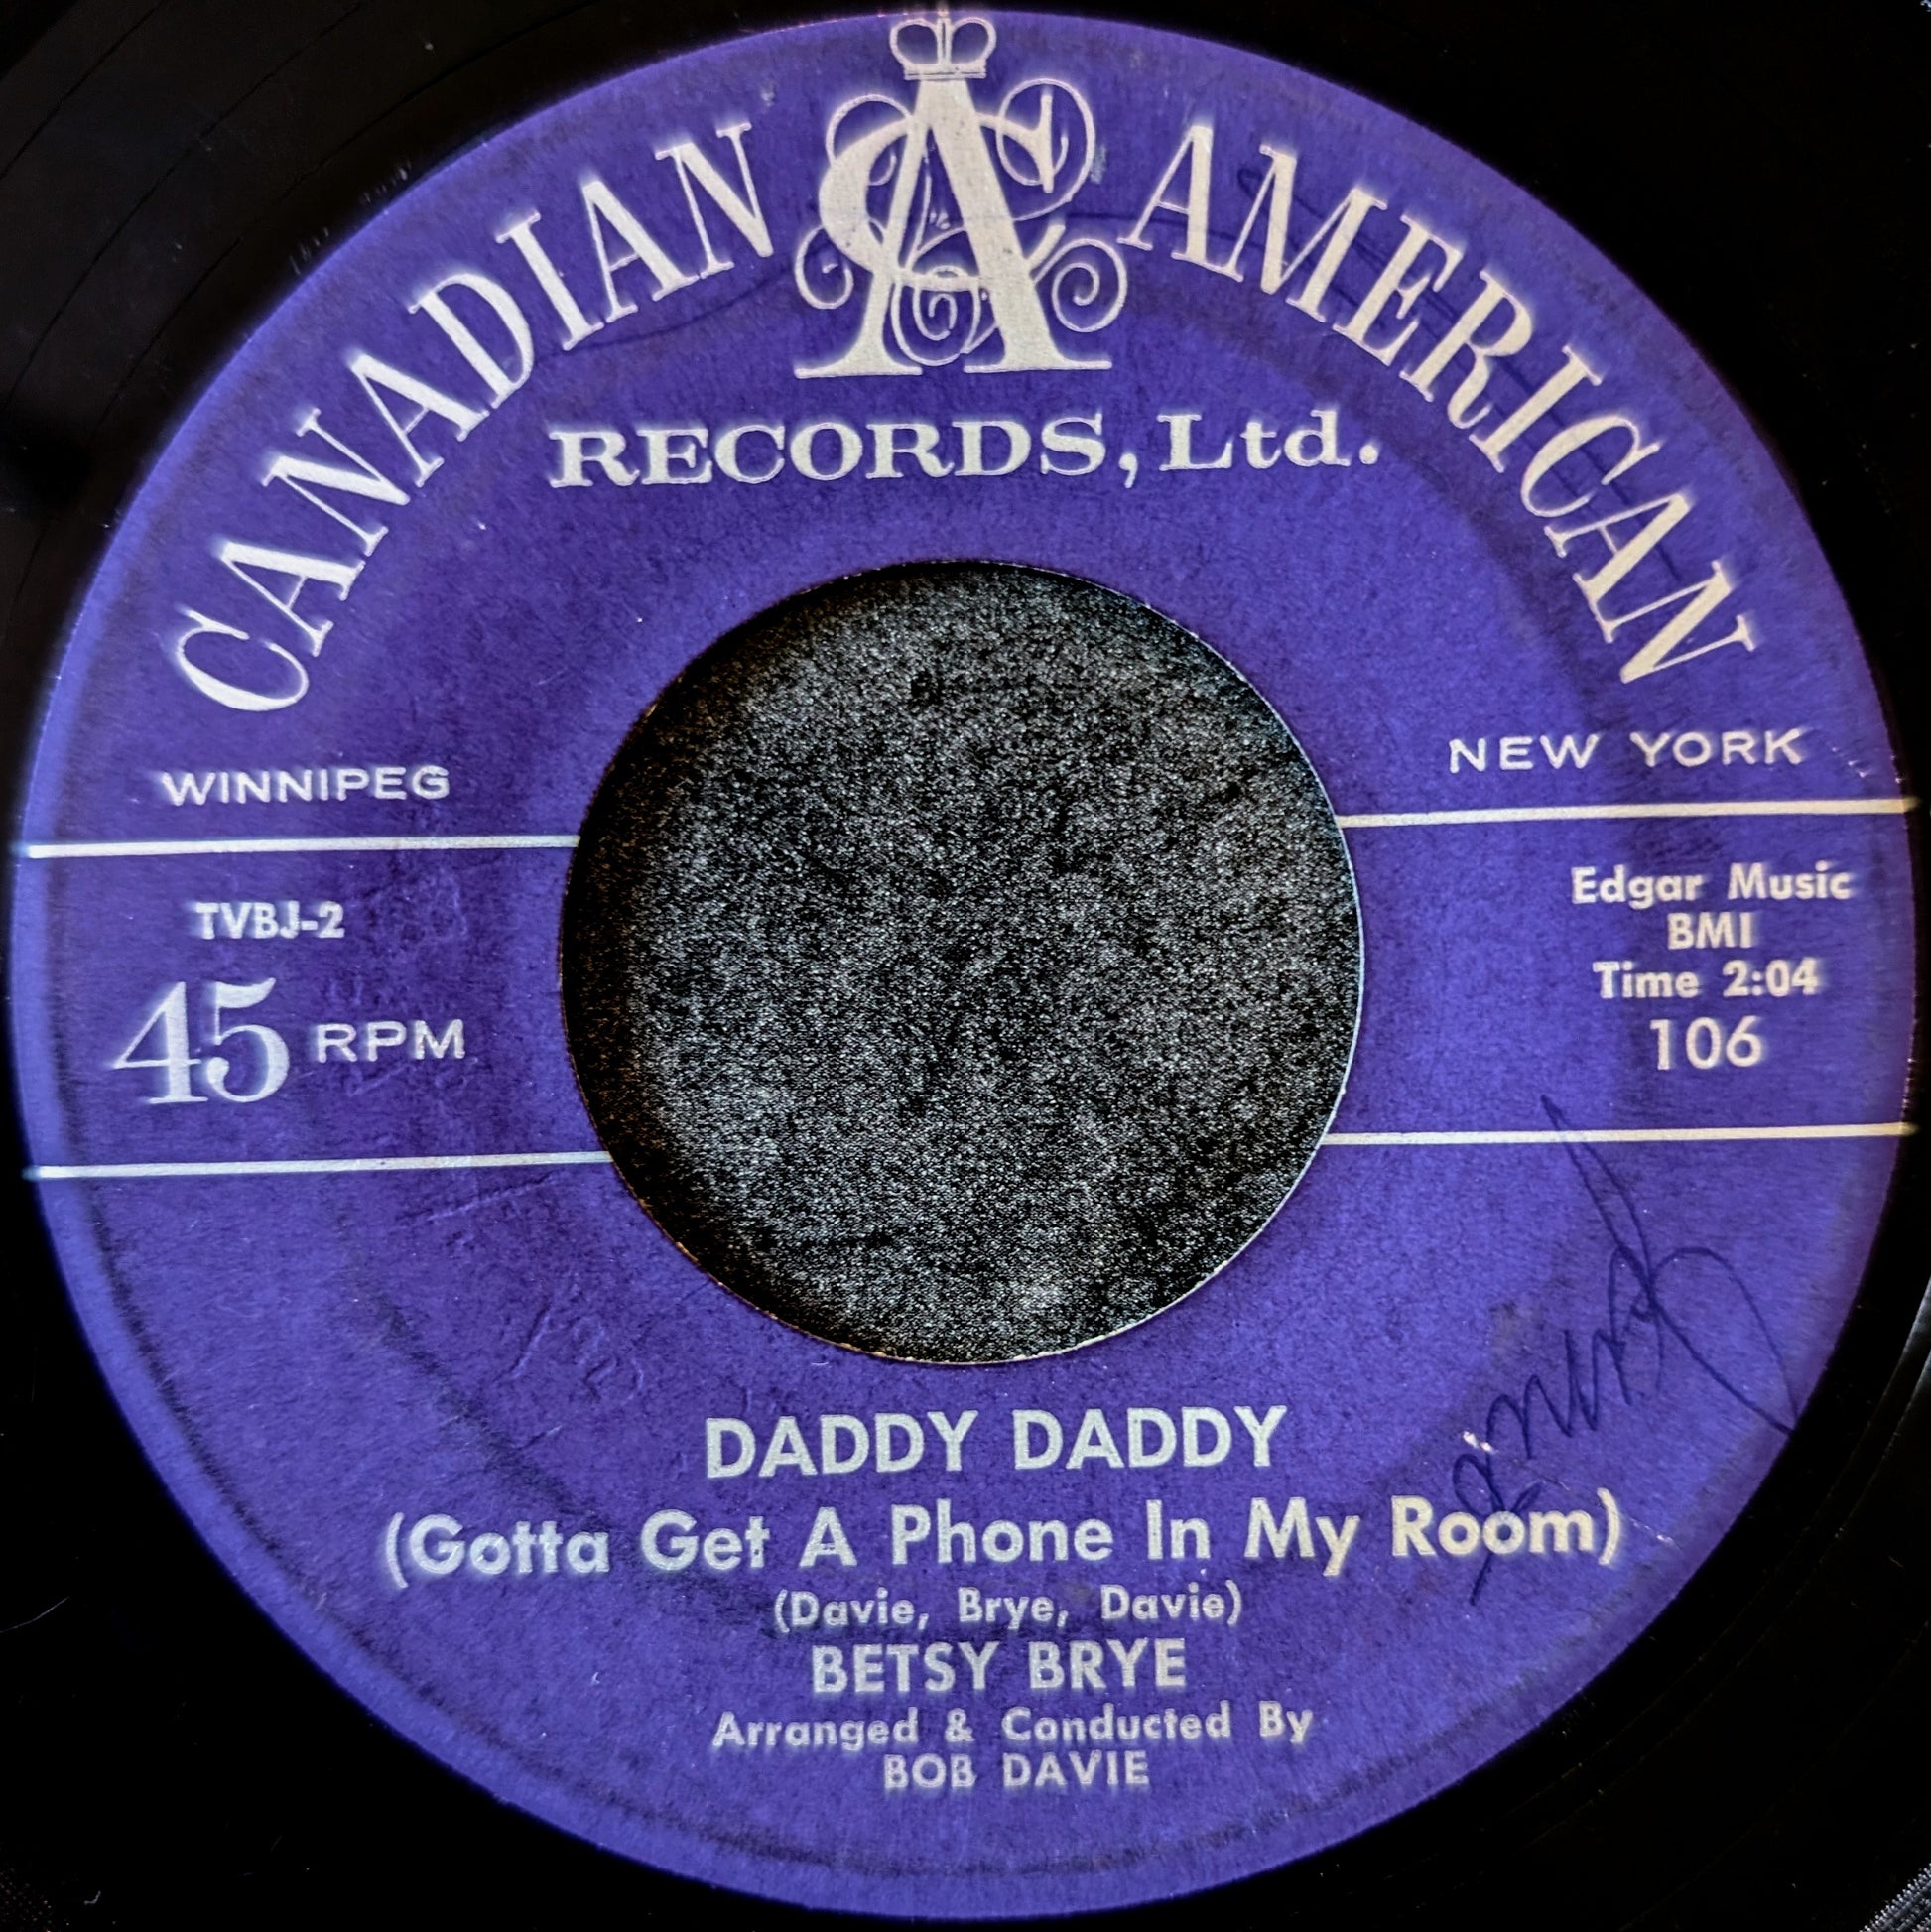 CANADIAN AMERICAN
RECORDS, Ltd.
WINNIPEG
NEW YORK
TVBJ-2
45 RPM
Edgar Music
BMI
Time 2:04
106
DADDY DADDY
(Gotta Get A Phone In My Room)
(Davie, Brye, Davie)
BETSY BRYE
Arranged & Conducted By
BOB DAVIE